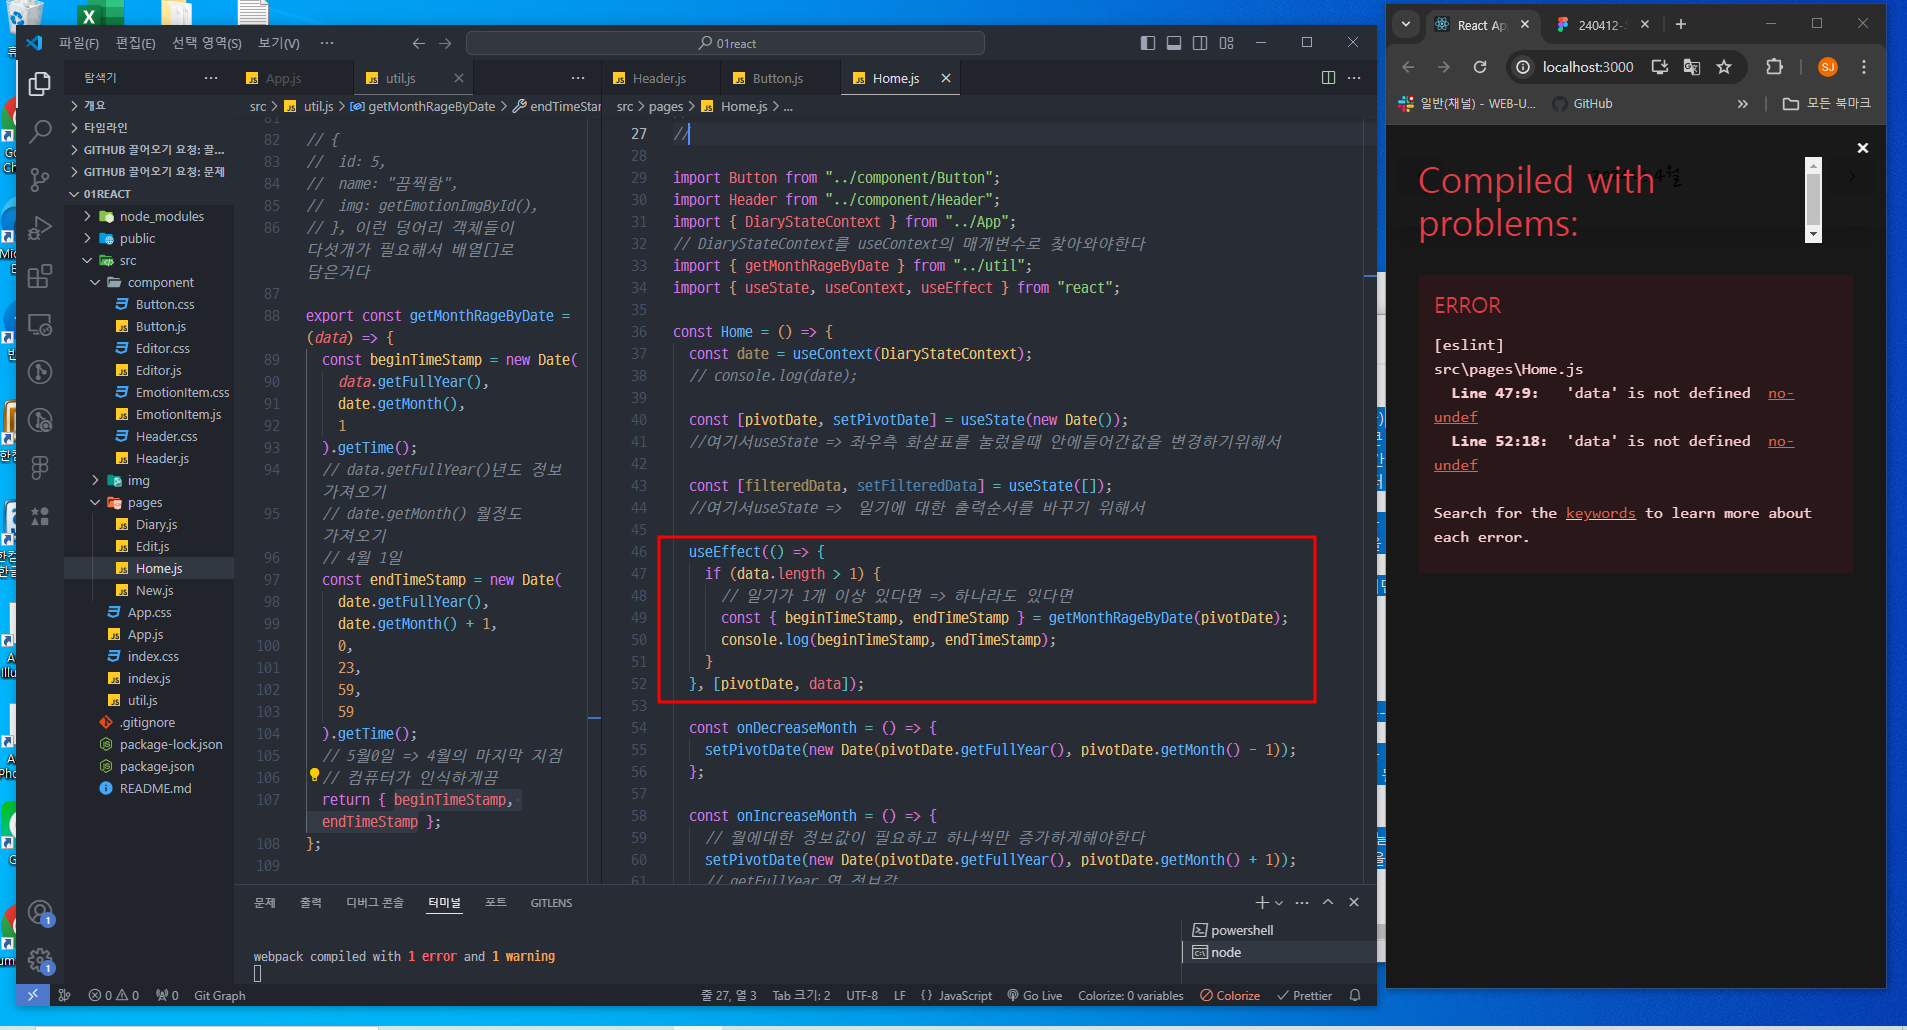 파일(F) 편집(E) 선택 영역(S) 보기(V) ··· 01react
탐색기 ···
개요
타임라인
GITHUB 끌어오기 요청: 끌...
GITHUB 끌어오기 요청: 문제
01REACT
node_modules
public
src
component
Button.css
Button.js
Editor.css
Editor.js
EmotionItem.css
EmotionItem.js
Header.css
Header.js
img
pages
Diary.js
Edit.js
Home.js
New.js
App.css
App.js
index.css
index.js
util.js
.gitignore
package-lock.json
package.json
README.md
App.js util.js ···
src > util.js > getMonthRageByDate > endTimeStar
81
82 // {
83 // id: 5,
84 // name: "끔찍함",
85 // img: getEmotionImgById(),
86 // }, 이런 덩어리 객체들이
다섯개가 필요해서 배열[]로
담은거다
87
88 export const getMonthRageByDate =
(data) => {
89 const beginTimeStamp = new Date(
90 data.getFullYear(),
91 date.getMonth(),
92 1
93 ).getTime();
94 // data.getFullYear()년도 정보
가져오기
95 // date.getMonth() 월정도
가져오기
96 // 4월 1일
97 const endTimeStamp = new Date(
98 date.getFullYear(),
99 date.getMonth() + 1,
100 0,
101 23,
102 59,
103 59
104 ).getTime();
105 // 5월0일 => 4월의 마지막 지점
106 // 컴퓨터가 인식하게끔
107 return { beginTimeStamp,
endTimeStamp };
108 };
109
Header.js Button.js Home.js ···
src > pages > Home.js > ...
27 //
28
29 import Button from "../component/Button";
30 import Header from "../component/Header";
31 import { DiaryStateContext } from "../App";
32 // DiaryStateContext를 useContext의 매개변수로 찾아와야한다
33 import { getMonthRageByDate } from "../util";
34 import { useState, useContext, useEffect } from "react";
35
36 const Home = () => {
37 const date = useContext(DiaryStateContext);
38 // console.log(date);
39
40 const [pivotDate, setPivotDate] = useState(new Date());
41 //여기서useState => 좌우측 화살표를 눌렀을때 안에들어간값을 변경하기위해서
42
43 const [filteredData, setFilteredData] = useState([]);
44 //여기서useState => 일기에 대한 출력순서를 바꾸기 위해서
45
46 useEffect(() => {
47 if (data.length > 1) {
48 // 일기가 1개 이상 있다면 => 하나라도 있다면
49 const { beginTimeStamp, endTimeStamp } = getMonthRageByDate(pivotDate);
50 console.log(beginTimeStamp, endTimeStamp);
51 }
52 }, [pivotDate, data]);
53
54 const onDecreaseMonth = () => {
55 setPivotDate(new Date(pivotDate.getFullYear(), pivotDate.getMonth() - 1));
56 };
57
58 const onIncreaseMonth = () => {
59 // 월에대한 정보값이 필요하고 하나씩만 증가하게해야한다
60 setPivotDate(new Date(pivotDate.getFullYear(), pivotDate.getMonth() + 1));
61 // getFullYear 연 정보값
문제 출력 디버그 콘솔 터미널 포트 GITLENS
webpack compiled with 1 error and 1 warning
powershell
node
0 0 0 Git Graph 줄 27, 열 3 Tab 크기: 2 UTF-8 LF {} JavaScript Go Live Colorize: 0 variables Colorize Prettier
React Ap 240412-
localhost:3000 SJ
일반(채널) - WEB-U... GitHub » 모든 북마크
Compiled with
problems:
ERROR
[eslint]
src\pages\Home.js
Line 47:9: 'data' is not defined no-
undef
Line 52:18: 'data' is not defined no-
undef
Search for the keywords to learn more about
each error.